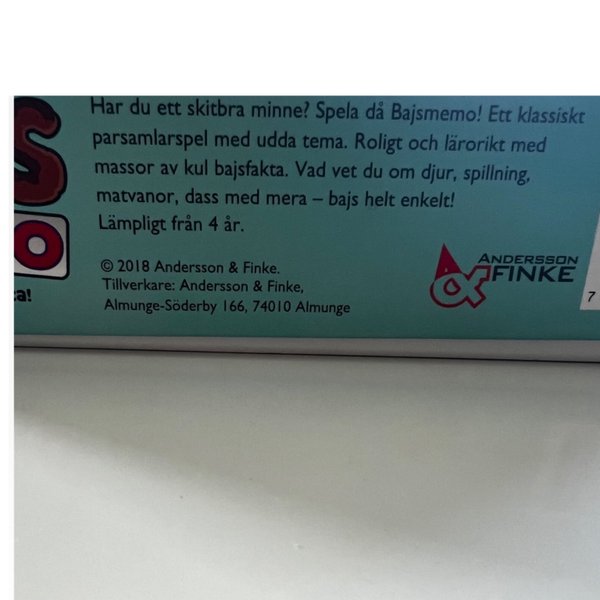 S
O
a!
Har du ett skitbra minne? Spela då Bajsmemo! Ett klassiskt
parsamlarspel med udda tema. Roligt och lärorikt med
massor av kul bajsfakta. Vad vet du om djur, spillning,
matvanor, dass med mera – bajs helt enkelt!
Lämpligt från 4 år.
© 2018 Andersson & Finke.
Tillverkare: Andersson & Finke,
Almunge-Söderby 166, 74010 Almunge
&
ANDERSSON
FINKE
7